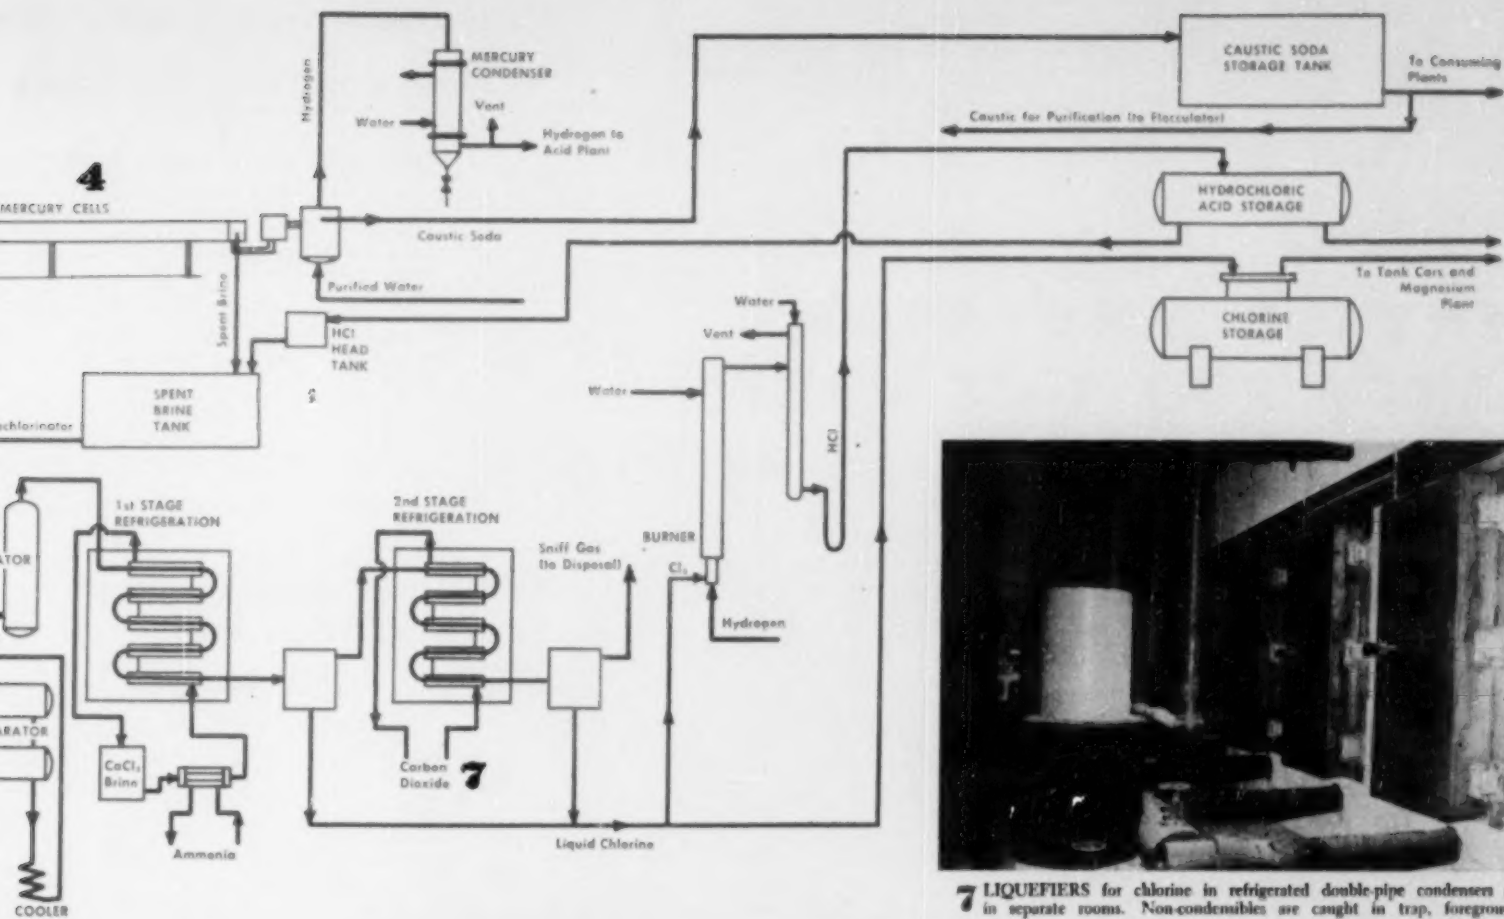 Hydrogen
MERCURY
CONDENSER
Water
Vent
Hydrogen to
Acid Plant
CAUSTIC SODA
STORAGE TANK
To Consuming
Plants
Caustic for Purification (to Flocculator)
4
MERCURY CELLS
Caustic Soda
Purified Water
Spent Brine
HCl
HEAD
TANK
SPENT
BRINE
TANK
chlorinator
HYDROCHLORIC
ACID STORAGE
To Tank Cars and
Magnesium
Plant
CHLORINE
STORAGE
Water
Vent
Water
HCl
BURNER
Cl₂
Hydrogen
1st STAGE
REFRIGERATION
2nd STAGE
REFRIGERATION
Sniff Gas
(to Disposal)
ATOR
ARATOR
CaCl₂
Brine
Ammonia
Carbon
Dioxide
7
Liquid Chlorine
COOLER
7 LIQUEFIERS for chlorine in refrigerated double-pipe condensers
in separate rooms. Non-condensibles are caught in trap, foregroun